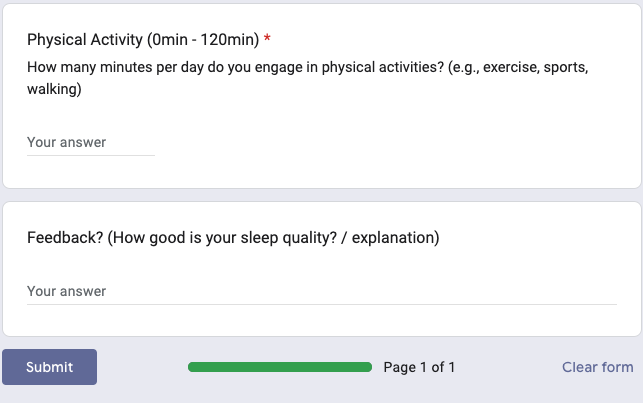 Physical Activity (0min - 120min) *
How many minutes per day do you engage in physical activities? (e.g., exercise, sports,
walking)
Your answer
Feedback? (How good is your sleep quality? / explanation)
Your answer
Submit
Page 1 of 1
Clear form